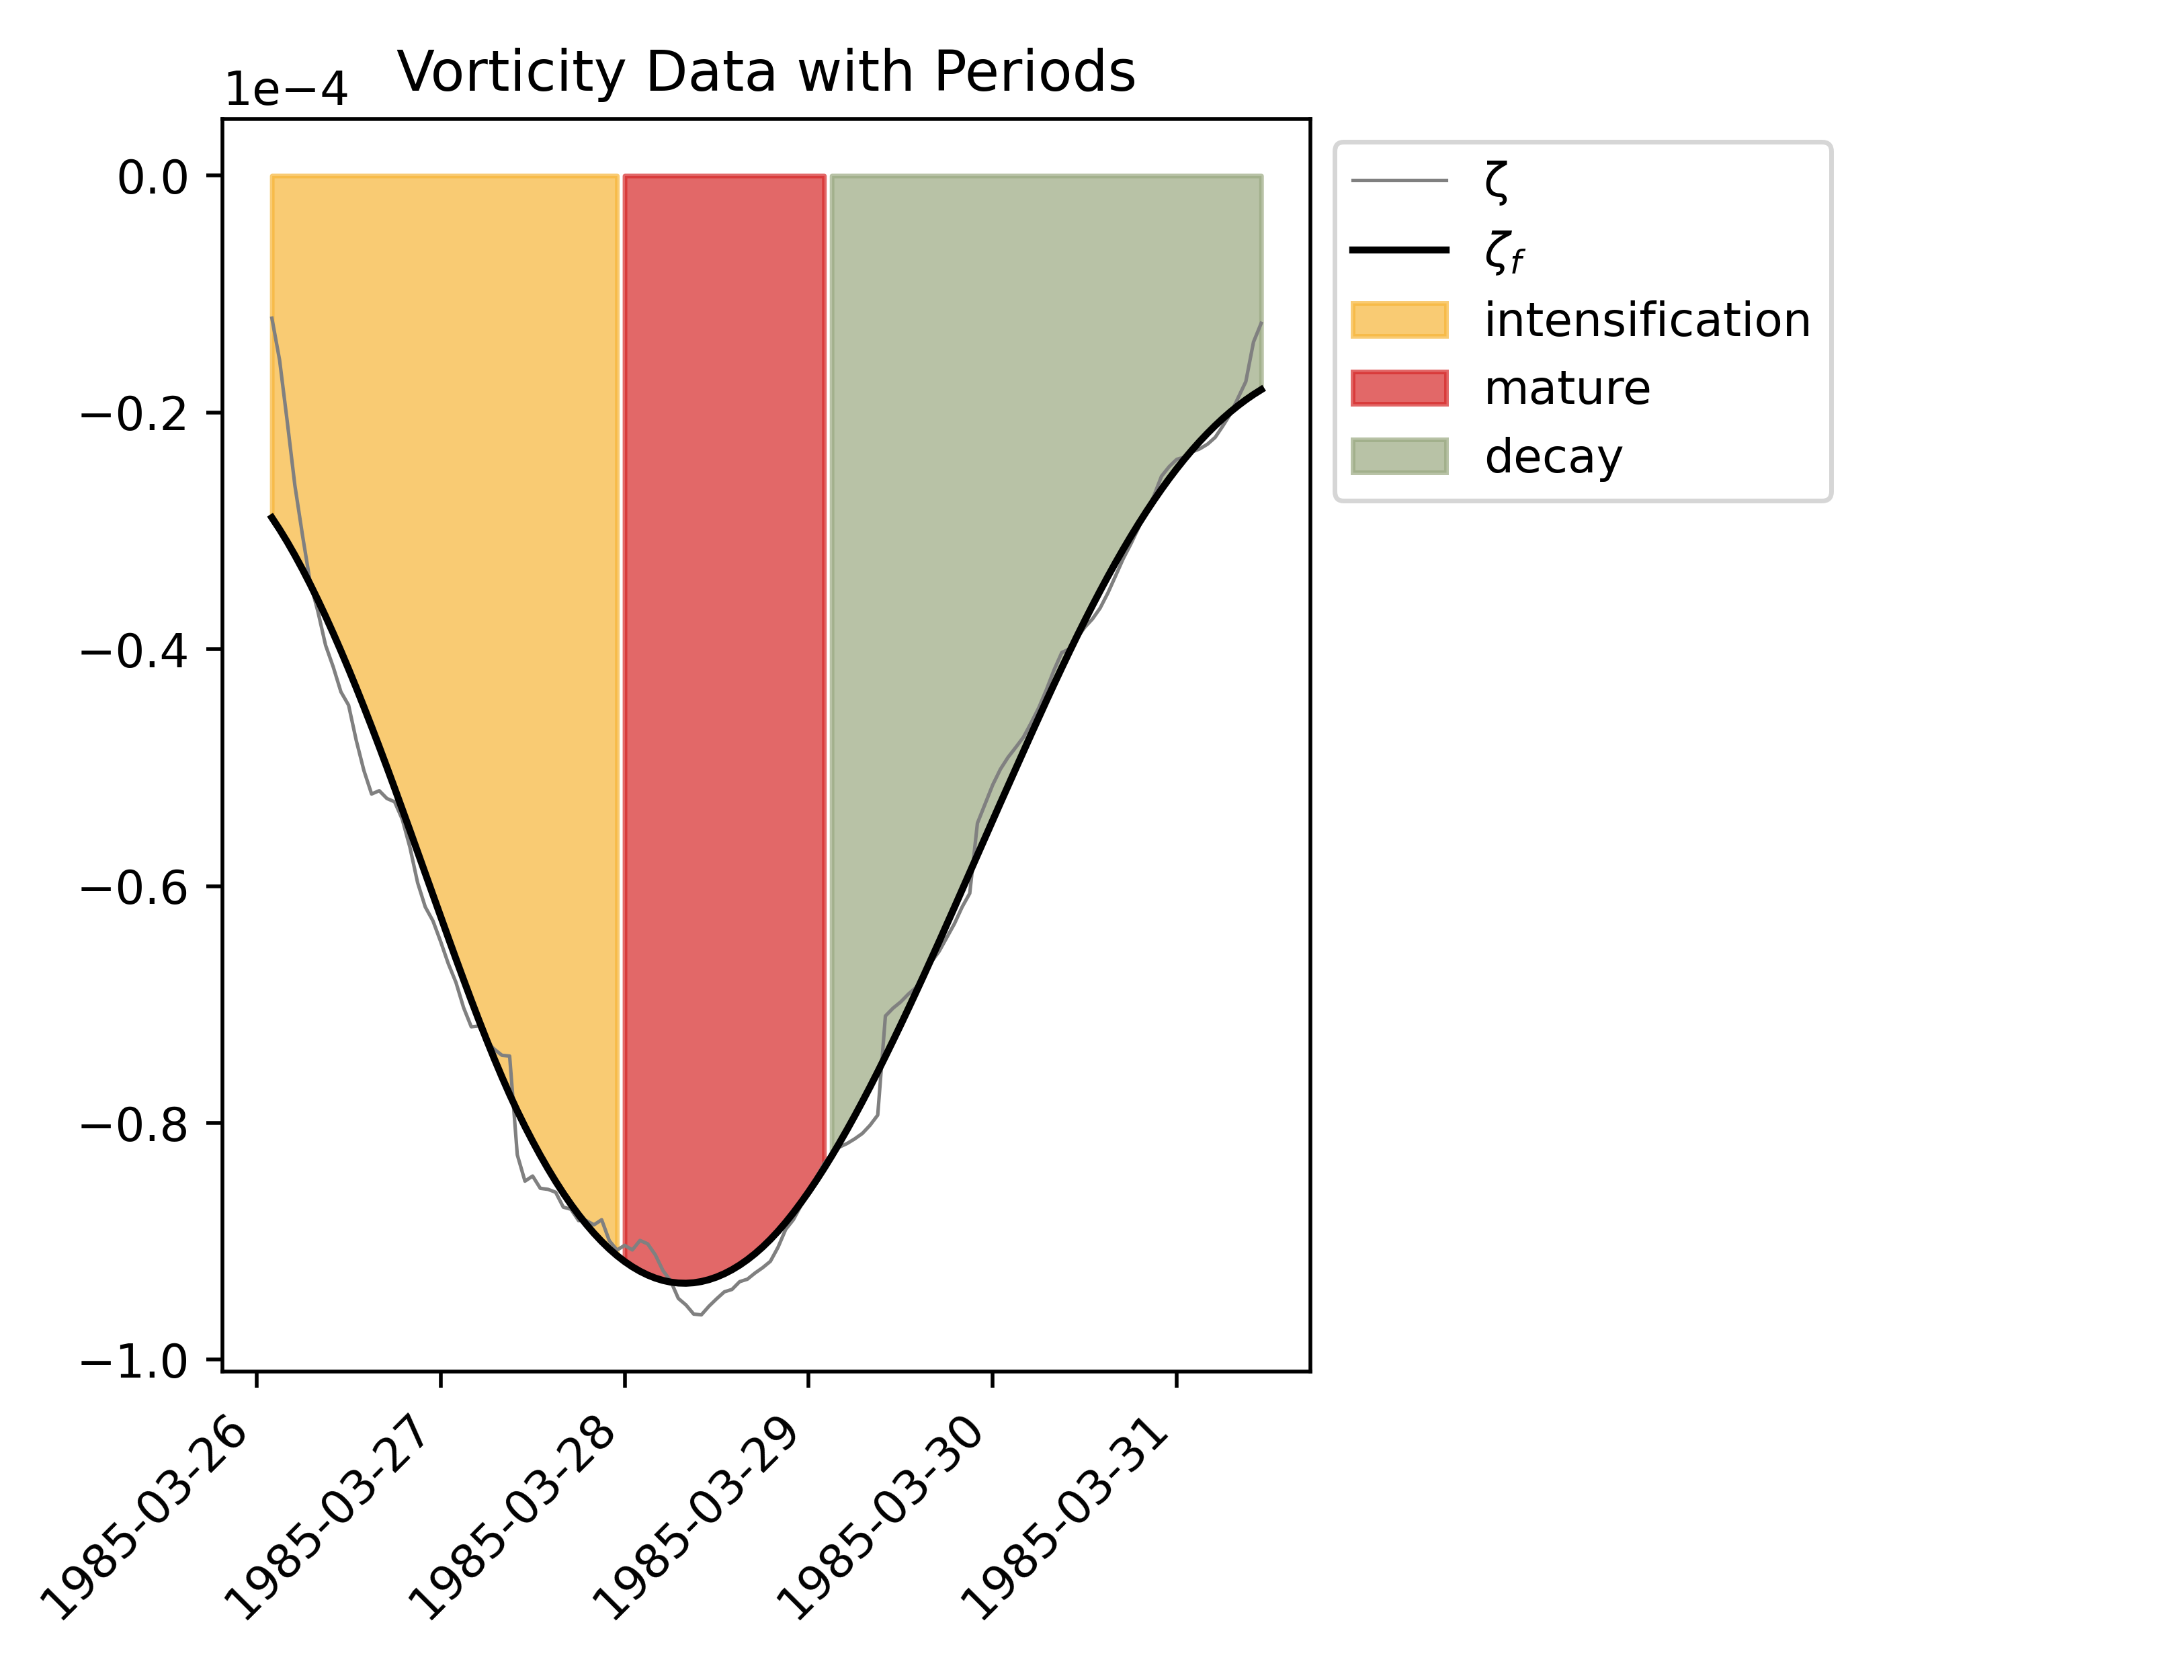 Vorticity Data with Periods
1e−4
0.0
−0.2
−0.4
−0.6
−0.8
−1.0
1985-03-26
1985-03-27
1985-03-28
1985-03-29
1985-03-30
1985-03-31
ζ
ζf
intensification
mature
decay